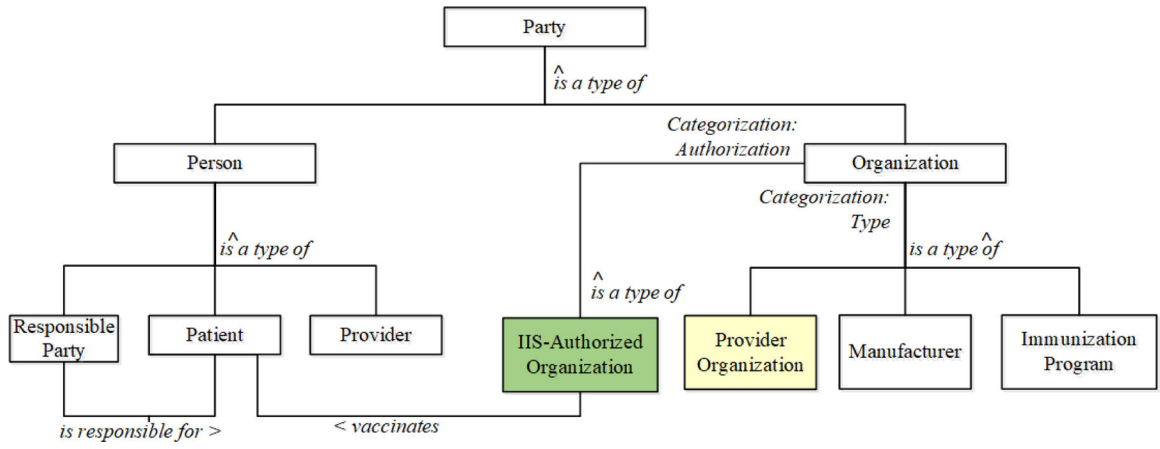 Party
^
is a type of
Categorization:
Authorization
Person
Organization
Categorization:
Type
^
is a type of
^
is a type of
^
is a type of
Responsible
Party
Patient
Provider
IIS-Authorized
Organization
Provider
Organization
Manufacturer
Immunization
Program
is responsible for >
< vaccinates